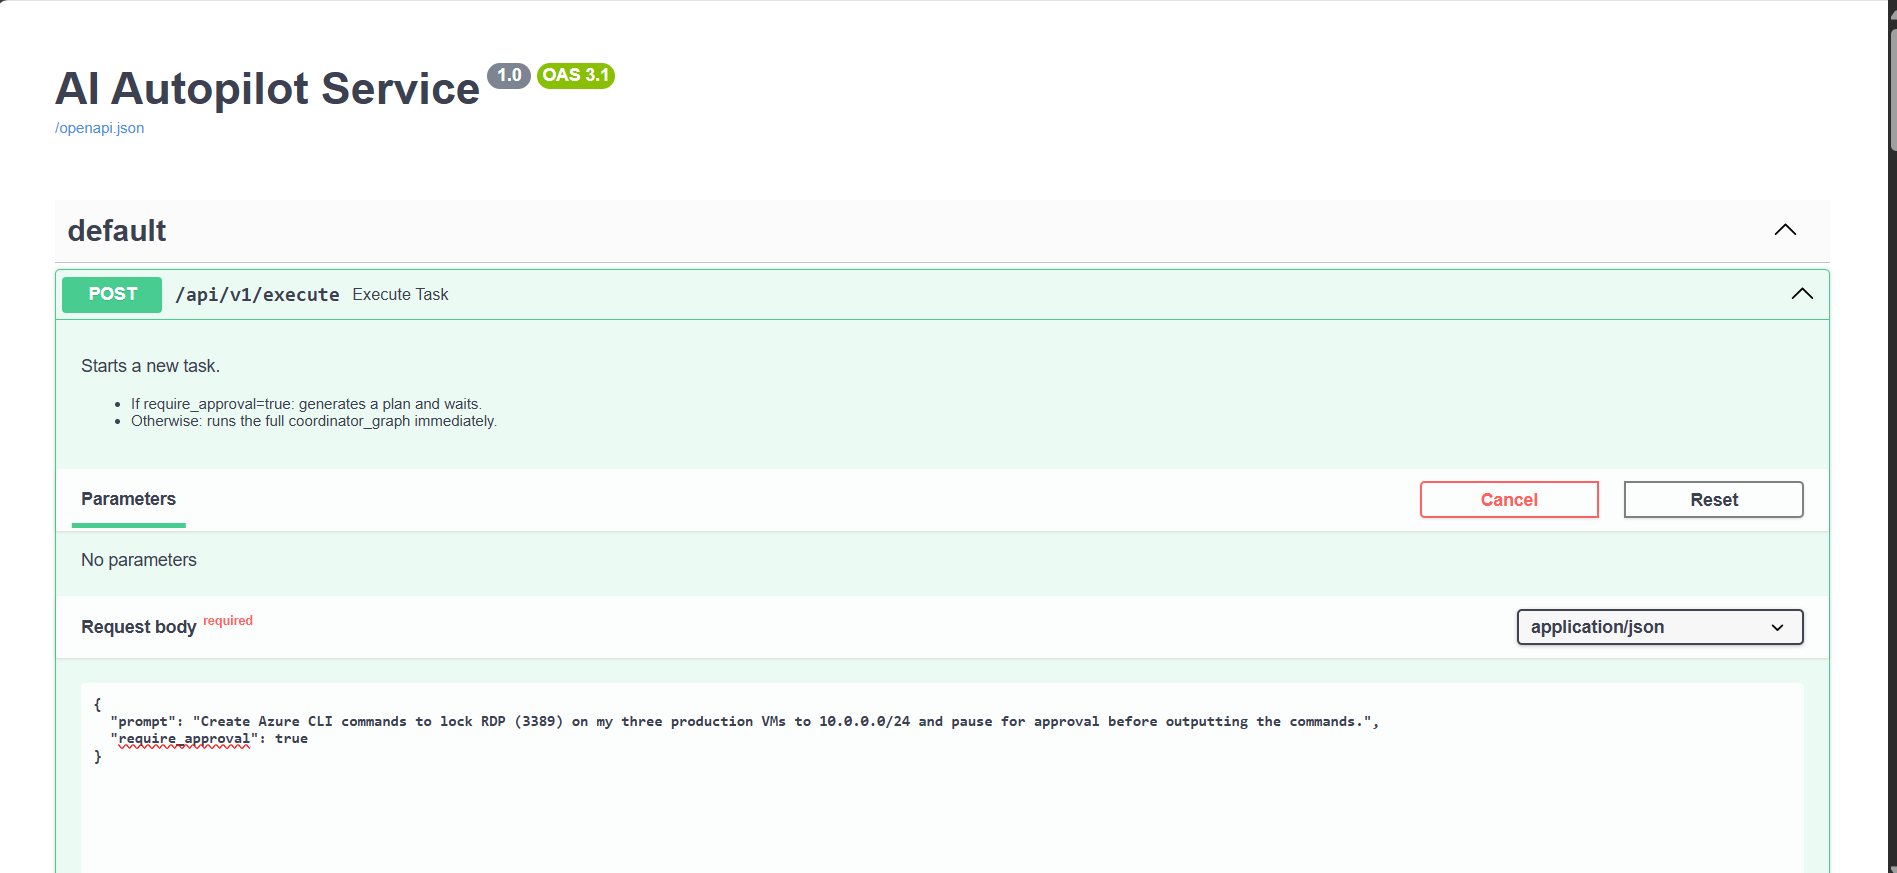 AI Autopilot Service 1.0 OAS 3.1
/openapi.json
default
POST /api/v1/execute Execute Task
Starts a new task.
If require_approval=true: generates a plan and waits.
Otherwise: runs the full coordinator_graph immediately.
Parameters Cancel Reset
No parameters
Request body required application/json
{
"prompt": "Create Azure CLI commands to lock RDP (3389) on my three production VMs to 10.0.0.0/24 and pause for approval before outputting the commands.",
"require_approval": true
}